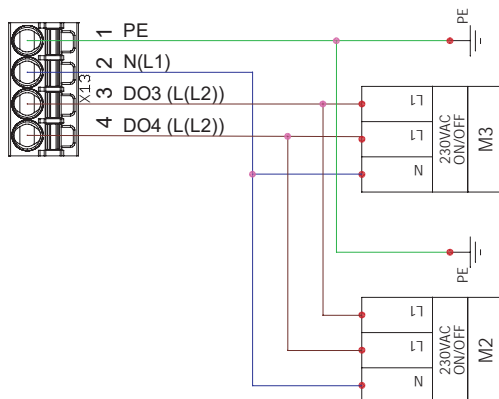 1 PE
2 N(L1)
3 DO3 (L(L2))
4 DO4 (L(L2))
X13
PE
L1
L1
N
230VAC
ON/OFF
M3
PE
L1
L1
N
230VAC
ON/OFF
M2